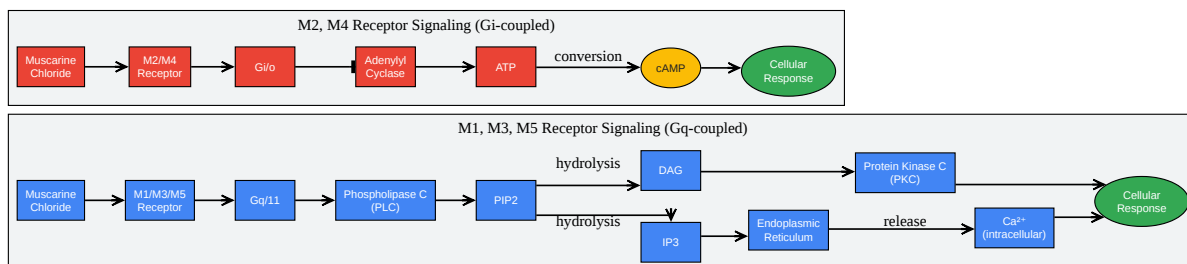 M2, M4 Receptor Signaling (Gi-coupled)
Muscarine
Chloride
M2/M4
Receptor
Gi/o
Adenylyl
Cyclase
ATP
conversion
cAMP
Cellular
Response
M1, M3, M5 Receptor Signaling (Gq-coupled)
Muscarine
Chloride
M1/M3/M5
Receptor
Gq/11
Phospholipase C
(PLC)
PIP2
hydrolysis
DAG
Protein Kinase C
(PKC)
hydrolysis
IP3
Endoplasmic
Reticulum
release
Ca²⁺
(intracellular)
Cellular
Response